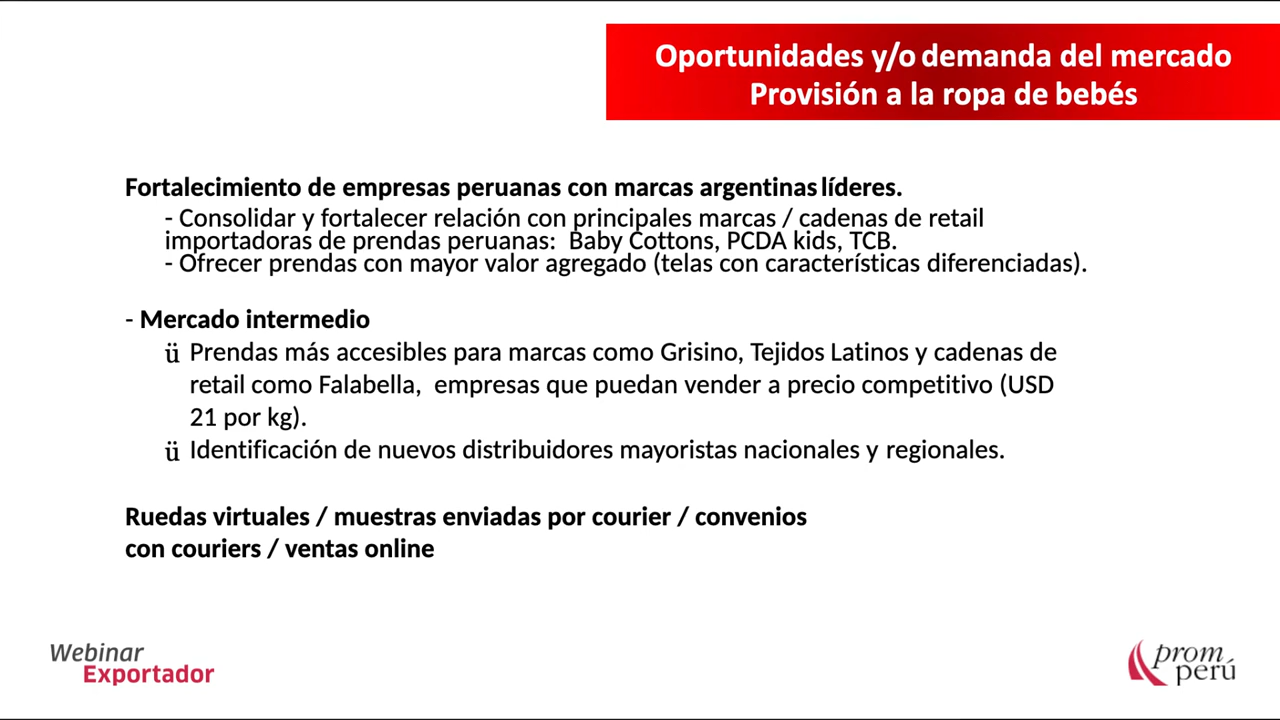 Oportunidades y/o demanda del mercado
Provisión a la ropa de bebés
Fortalecimiento de empresas peruanas con marcas argentinas líderes.
- Consolidar y fortalecer relación con principales marcas / cadenas de retail
importadoras de prendas peruanas:  Baby Cottons, PCDA kids, TCB.
- Ofrecer prendas con mayor valor agregado (telas con características diferenciadas).
- Mercado intermedio
ü Prendas más accesibles para marcas como Grisino, Tejidos Latinos y cadenas de
retail como Falabella,  empresas que puedan vender a precio competitivo (USD
21 por kg).
ü Identificación de nuevos distribuidores mayoristas nacionales y regionales.
Ruedas virtuales / muestras enviadas por courier / convenios
con couriers / ventas online
Webinar
Exportador
prom
perú